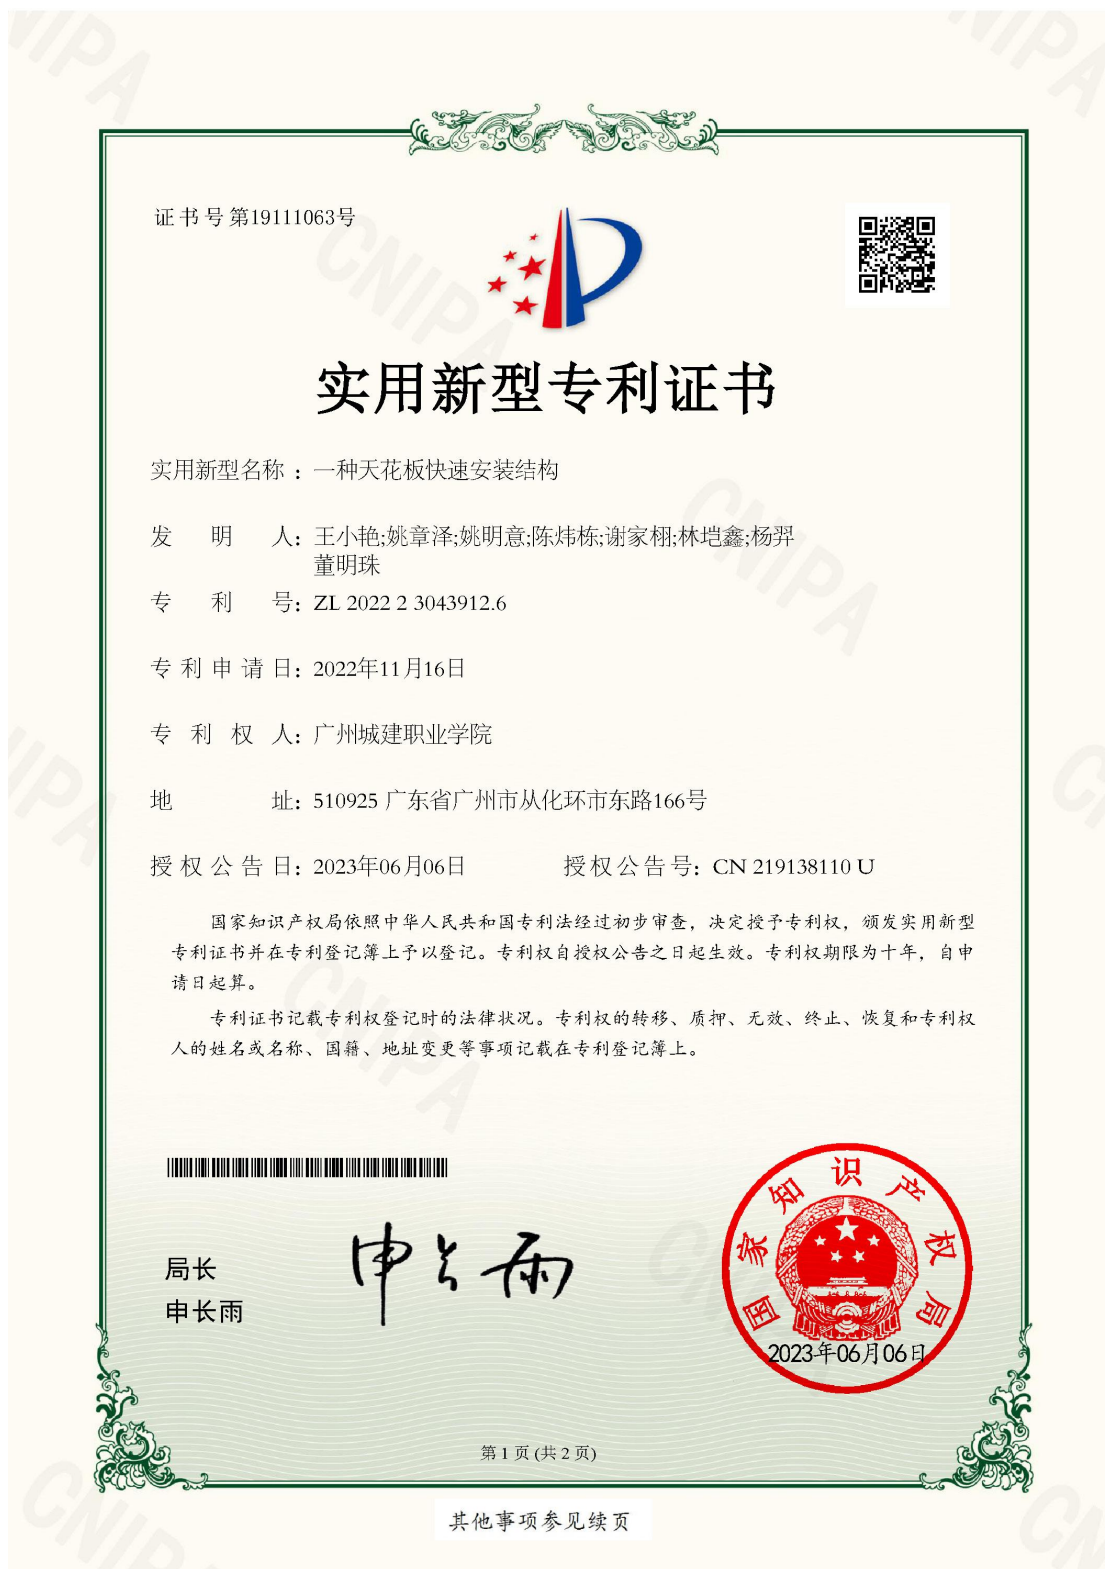 证书号第19111063号
实用新型专利证书
实用新型名称：一种天花板快速安装结构
发明人：王小艳;姚章泽;姚明意;陈炜栋;谢家栩;林垲鑫;杨羿
董明珠
专利号：ZL 2022 2 3043912.6
专利申请日：2022年11月16日
专利权人：广州城建职业学院
地址：510925 广东省广州市从化环市东路166号
授权公告日：2023年06月06日 授权公告号：CN 219138110 U
国家知识产权局依照中华人民共和国专利法经过初步审查，决定授予专利权，颁发实用新型
专利证书并在专利登记簿上予以登记。专利权自授权公告之日起生效。专利权期限为十年，自申
请日起算。
专利证书记载专利权登记时的法律状况。专利权的转移、质押、无效、终止、恢复和专利权
人的姓名或名称、国籍、地址变更等事项记载在专利登记簿上。
局长
申长雨
申长雨
国家知识产权局
2023年06月06日
第 1 页 (共 2 页)
其他事项参见续页
CNIPA
CNIPA
CNIPA
CNIPA
CNIPA